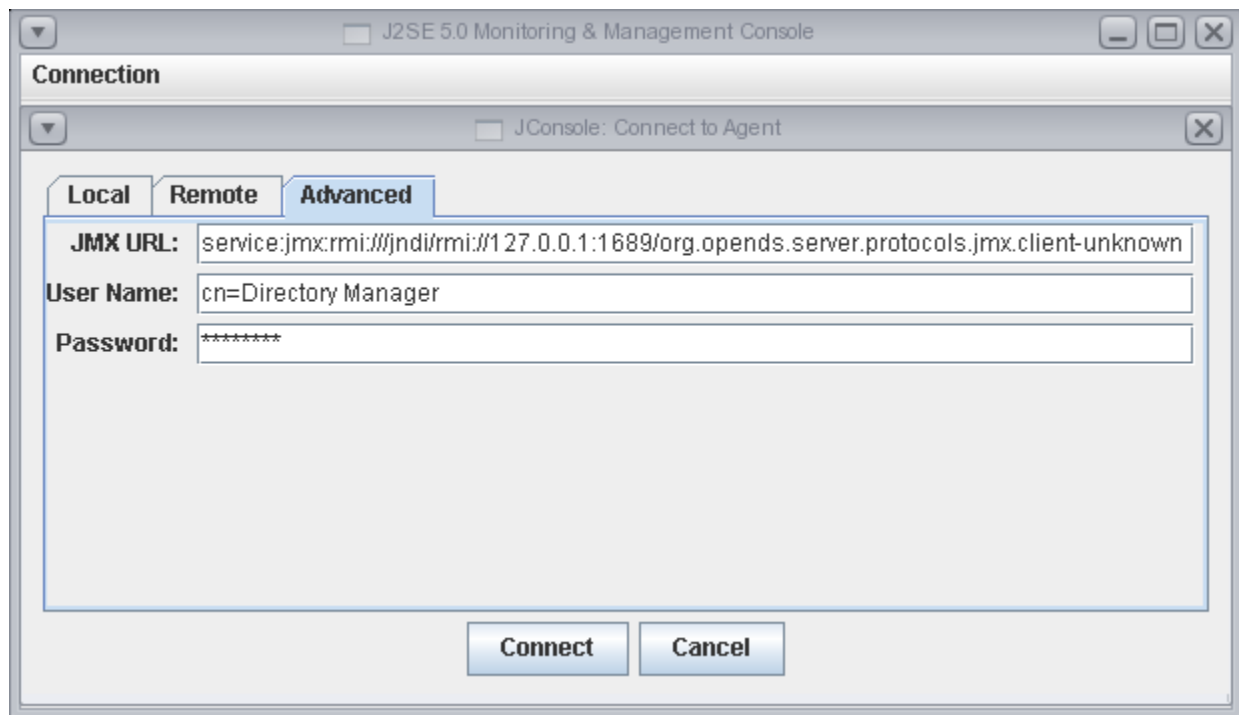 J2SE 5.0 Monitoring & Management Console
Connection
JConsole: Connect to Agent
Local Remote Advanced
JMX URL: service:jmx:rmi:///jndi/rmi://127.0.0.1:1689/org.opends.server.protocols.jmx.client-unknown
User Name: cn=Directory Manager
Password: ********
Connect Cancel